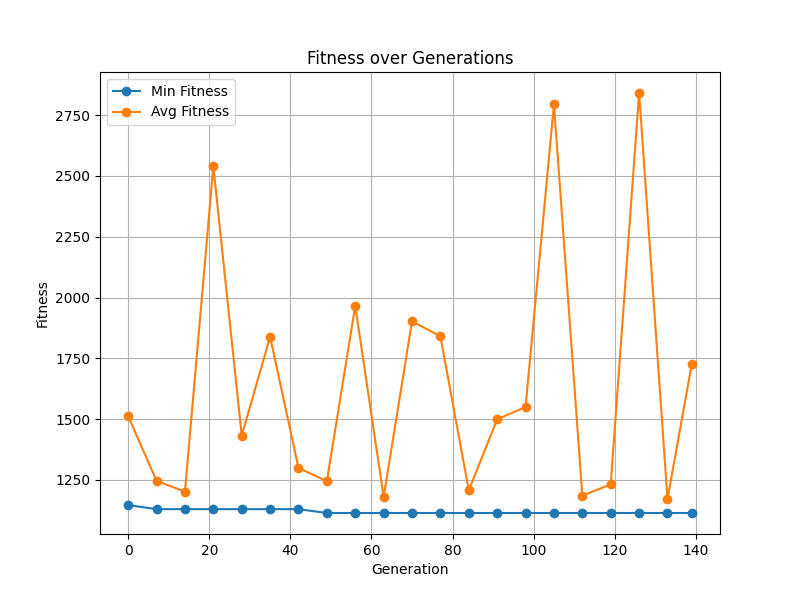 Fitness over Generations
Min Fitness
Avg Fitness
2750
2500
2250
2000
1750
1500
1250
Fitness
0 20 40 60 80 100 120 140
Generation